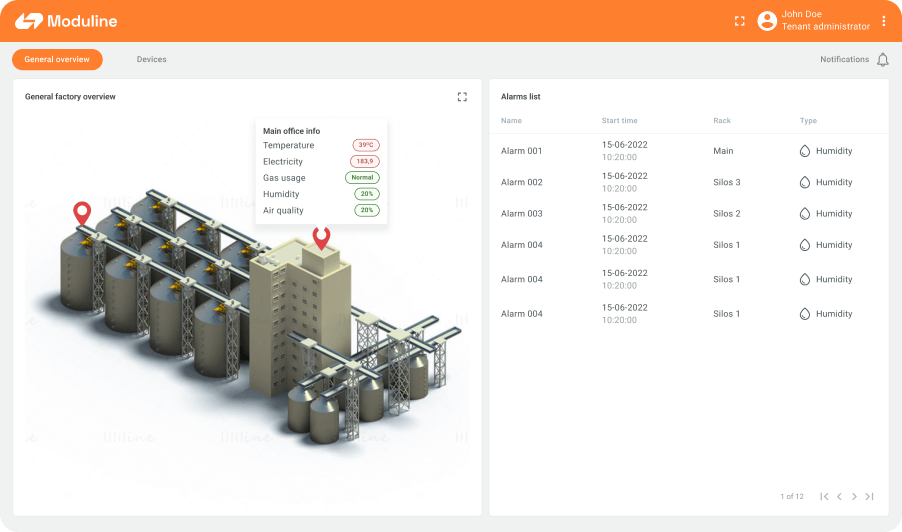 Moduline
John Doe
Tenant administrator
General overview
Devices
Notifications
General factory overview
Main office info
Temperature 39ºC
Electricity 183,9
Gas usage Normal
Humidity 20%
Air quality 20%
Alarms list
Name Start time Rack Type
Alarm 001 15-06-2022 10:20:00 Main Humidity
Alarm 002 15-06-2022 10:20:00 Silos 3 Humidity
Alarm 003 15-06-2022 10:20:00 Silos 2 Humidity
Alarm 004 15-06-2022 10:20:00 Silos 1 Humidity
Alarm 004 15-06-2022 10:20:00 Silos 1 Humidity
Alarm 004 15-06-2022 10:20:00 Silos 1 Humidity
1 of 12